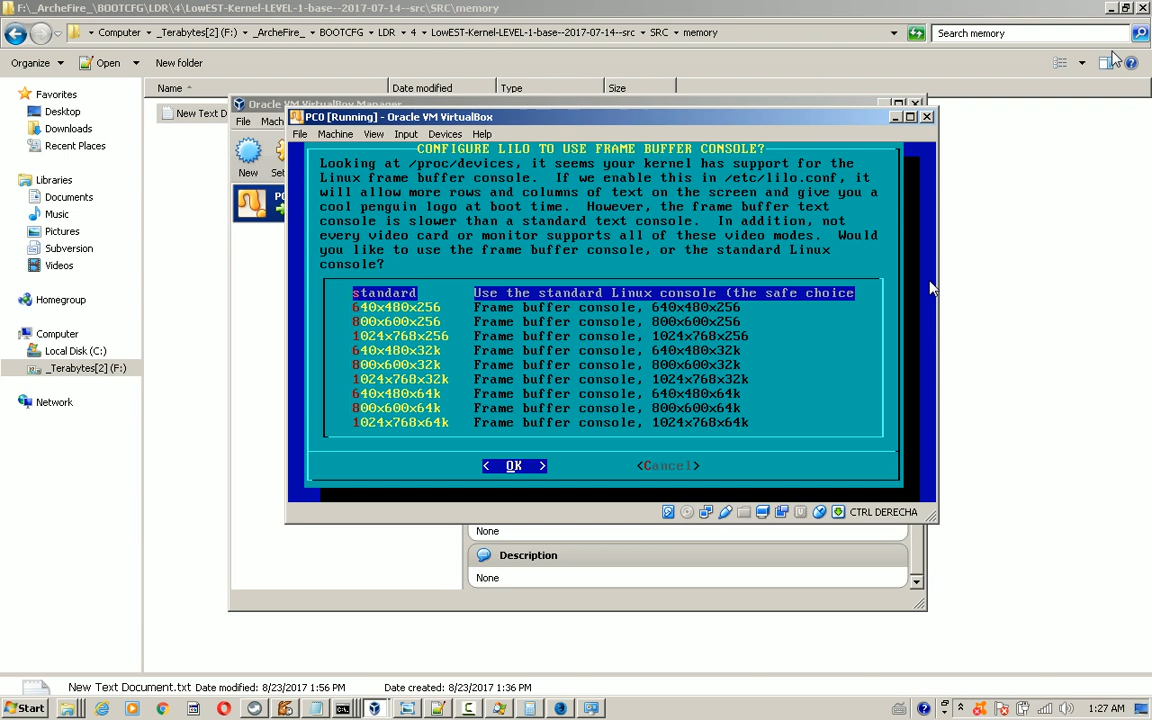 F:\_ArcheFire_\BOOTCFG\LDR\4\LowEST-Kernel-LEVEL-1-base--2017-07-14--src\SRC\memory
Computer
_Terabytes[2] (F:)
_ArcheFire_
BOOTCFG
LDR
4
LowEST-Kernel-LEVEL-1-base--2017-07-14--src
SRC
memory
Search memory
Organize
Open
New folder
Name
Date modified
Type
Size
Favorites
Desktop
Downloads
Recent Places
Libraries
Documents
Music
Pictures
Subversion
Videos
Homegroup
Computer
Local Disk (C:)
_Terabytes[2] (F:)
Network
New Text D
Oracle VM VirtualBox Manager
File
Mach
New
Set
PC
PC0 [Running] - Oracle VM VirtualBox
File Machine View Input Devices Help
CONFIGURE LILO TO USE FRAME BUFFER CONSOLE?
Looking at /proc/devices, it seems your kernel has support for the
Linux frame buffer console. If we enable this in /etc/lilo.conf, it
will allow more rows and columns of text on the screen and give you a
cool penguin logo at boot time. However, the frame buffer text
console is slower than a standard text console. In addition, not
every video card or monitor supports all of these video modes. Would
you like to use the frame buffer console, or the standard Linux
console?
standard Use the standard Linux console (the safe choice
640x480x256 Frame buffer console, 640x480x256
800x600x256 Frame buffer console, 800x600x256
1024x768x256 Frame buffer console, 1024x768x256
640x480x32k Frame buffer console, 640x480x32k
800x600x32k Frame buffer console, 800x600x32k
1024x768x32k Frame buffer console, 1024x768x32k
640x480x64k Frame buffer console, 640x480x64k
800x600x64k Frame buffer console, 800x600x64k
1024x768x64k Frame buffer console, 1024x768x64k
< OK > <Cancel>
CTRL DERECHA
None
Description
None
New Text Document.txt Date modified: 8/23/2017 1:56 PM Date created: 8/23/2017 1:36 PM
Start
1:27 AM